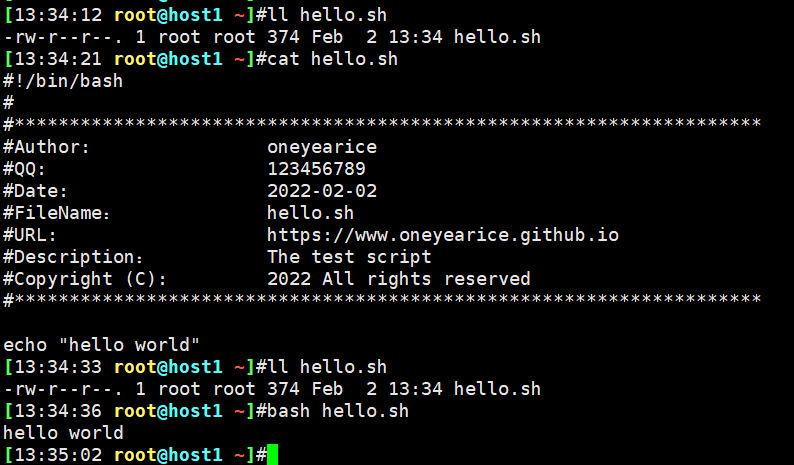 [13:34:12 root@host1 ~]#ll hello.sh
-rw-r--r--. 1 root root 374 Feb  2 13:34 hello.sh
[13:34:21 root@host1 ~]#cat hello.sh
#!/bin/bash
#
#********************************************************************
#Author:                oneyearice
#QQ:                    123456789
#Date:                  2022-02-02
#FileName：              hello.sh
#URL:                   https://www.oneyearice.github.io
#Description：           The test script
#Copyright (C):         2022 All rights reserved
#********************************************************************

echo "hello world"
[13:34:33 root@host1 ~]#ll hello.sh
-rw-r--r--. 1 root root 374 Feb  2 13:34 hello.sh
[13:34:36 root@host1 ~]#bash hello.sh
hello world
[13:35:02 root@host1 ~]#